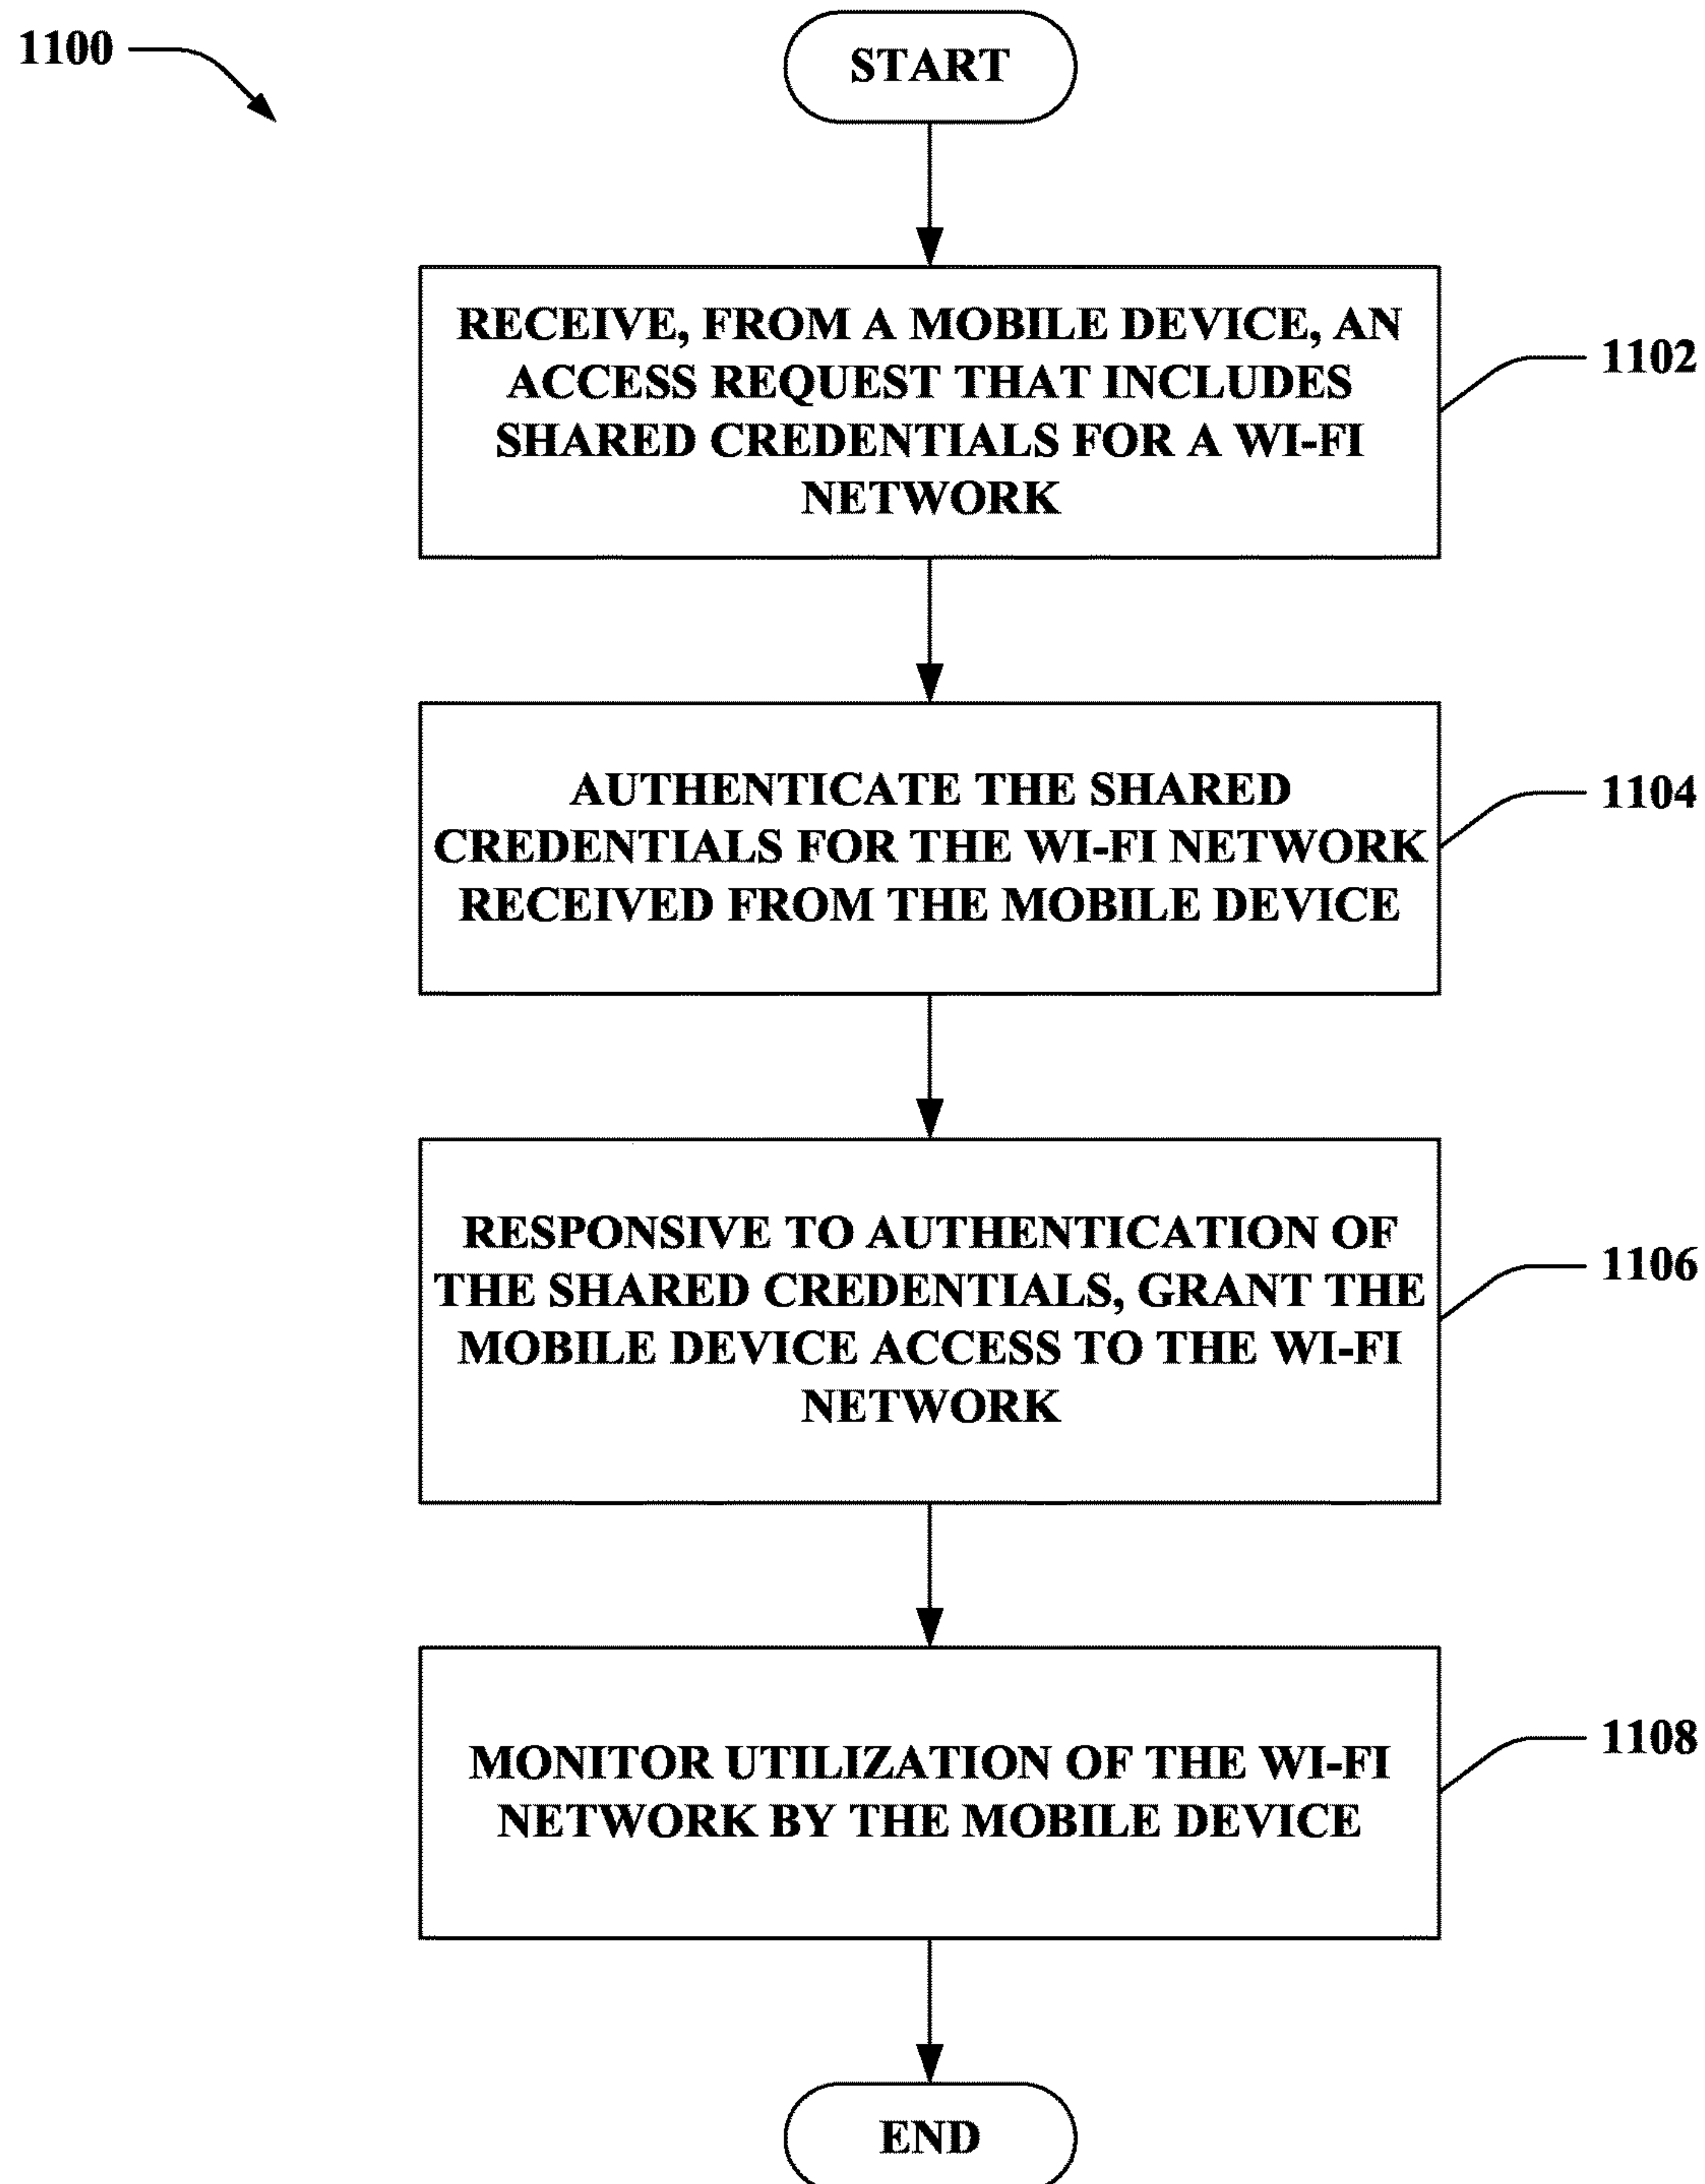 1100
START
RECEIVE, FROM A MOBILE DEVICE, AN
ACCESS REQUEST THAT INCLUDES
SHARED CREDENTIALS FOR A WI-FI
NETWORK
1102
AUTHENTICATE THE SHARED
CREDENTIALS FOR THE WI-FI NETWORK
RECEIVED FROM THE MOBILE DEVICE
1104
RESPONSIVE TO AUTHENTICATION OF
THE SHARED CREDENTIALS, GRANT THE
MOBILE DEVICE ACCESS TO THE WI-FI
NETWORK
1106
MONITOR UTILIZATION OF THE WI-FI
NETWORK BY THE MOBILE DEVICE
1108
END